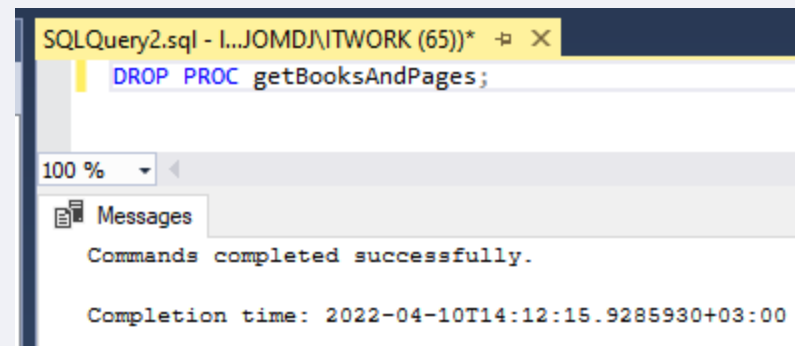 SQLQuery2.sql - I...JOMDJ\ITWORK (65))*
DROP PROC getBooksAndPages;
100 %
Messages
Commands completed successfully.
Completion time: 2022-04-10T14:12:15.9285930+03:00